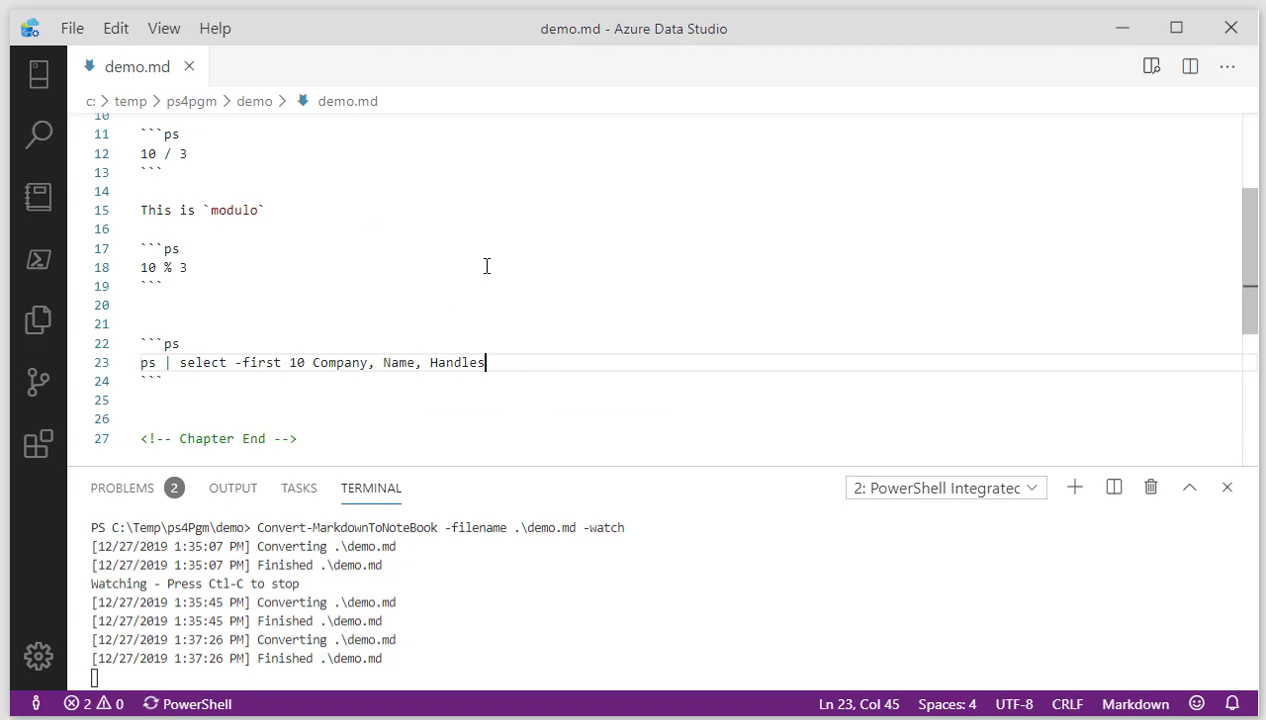 File Edit View Help
demo.md - Azure Data Studio
demo.md
c: > temp > ps4pgm > demo > demo.md
10
11 ```ps
12 10 / 3
13 ```
14
15 This is `modulo`
16
17 ```ps
18 10 % 3
19 ```
20
21
22 ```ps
23 ps | select -first 10 Company, Name, Handles
24 ```
25
26
27 <!-- Chapter End -->
PROBLEMS 2 OUTPUT TASKS TERMINAL 2: PowerShell Integrated
PS C:\Temp\ps4Pgm\demo> Convert-MarkdownToNoteBook -filename .\demo.md -watch
[12/27/2019 1:35:07 PM] Converting .\demo.md
[12/27/2019 1:35:07 PM] Finished .\demo.md
Watching - Press Ctl-C to stop
[12/27/2019 1:35:45 PM] Converting .\demo.md
[12/27/2019 1:35:45 PM] Finished .\demo.md
[12/27/2019 1:37:26 PM] Converting .\demo.md
[12/27/2019 1:37:26 PM] Finished .\demo.md
2 0 PowerShell Ln 23, Col 45 Spaces: 4 UTF-8 CRLF Markdown